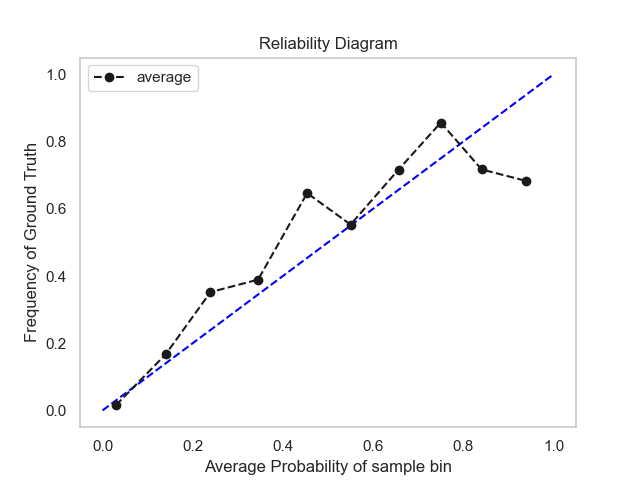 Reliability Diagram
average
Frequency of Ground Truth
1.0
0.8
0.6
0.4
0.2
0.0
0.0 0.2 0.4 0.6 0.8 1.0
Average Probability of sample bin